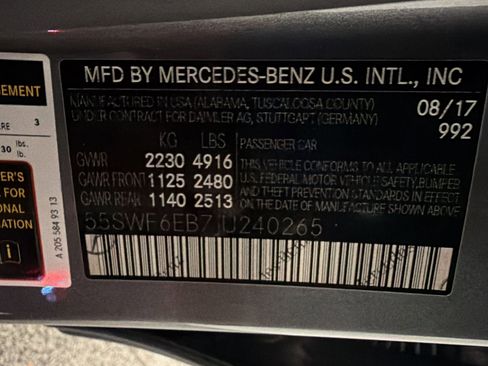 GEMENT
ARE 3
30 lbs.
lb.
ER'S
FOR
ONAL
ATION
i
A 205 584 93 13
MFD BY MERCEDES-BENZ U.S. INTL., INC
MANUFACTURED IN USA (ALABAMA, TUSCALOOSA COUNTY) 08/17
UNDER CONTRACT FOR DAIMLER AG, STUTTGART (GERMANY) 992
KG LBS PASSENGER CAR
GVWR 2230 4916 THIS VEHICLE CONFORMS TO ALL APPLICABLE
GAWR FRONT 1125 2480 U.S. FEDERAL MOTOR VEHICLE SAFETY, BUMPER
GAWR REAR 1140 2513 AND THEFT PREVENTION STANDARDS IN EFFECT
ON THE DATE OF MANUFACTURE SHOWN ABOVE.
55SWF6EB7JU240265